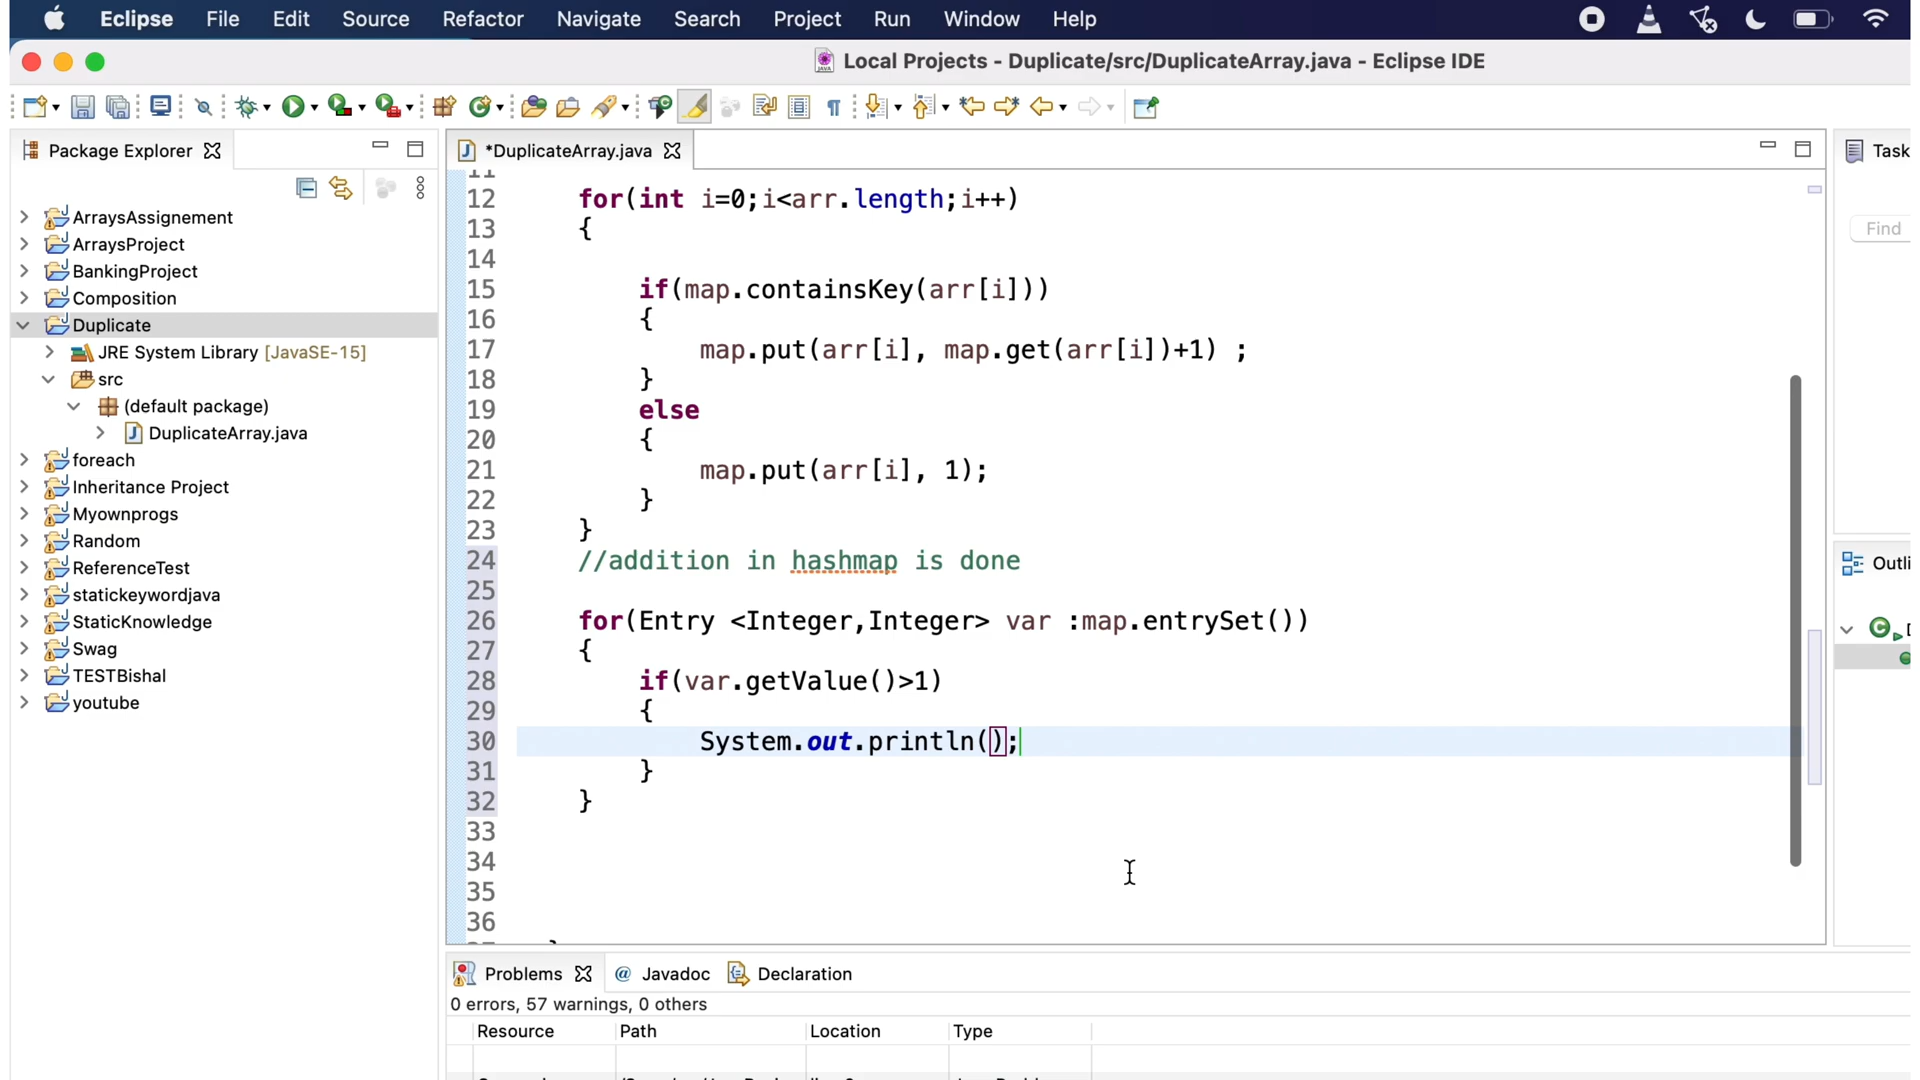 Eclipse File Edit Source Refactor Navigate Search Project Run Window Help
Local Projects - Duplicate/src/DuplicateArray.java - Eclipse IDE
Package Explorer
ArraysAssignement
ArraysProject
BankingProject
Composition
Duplicate
JRE System Library [JavaSE-15]
src
(default package)
DuplicateArray.java
foreach
Inheritance Project
Myownprogs
Random
ReferenceTest
statickeywordjava
StaticKnowledge
Swag
TESTBishal
youtube
*DuplicateArray.java
11
12 for(int i=0;i<arr.length;i++)
13 {
14
15 if(map.containsKey(arr[i]))
16 {
17 map.put(arr[i], map.get(arr[i])+1) ;
18 }
19 else
20 {
21 map.put(arr[i], 1);
22 }
23 }
24 //addition in hashmap is done
25
26 for(Entry <Integer,Integer> var :map.entrySet())
27 {
28 if(var.getValue()>1)
29 {
30 System.out.println();
31 }
32 }
33
34
35
36
Task
Find
Outli
Problems @ Javadoc Declaration
0 errors, 57 warnings, 0 others
Resource Path Location Type